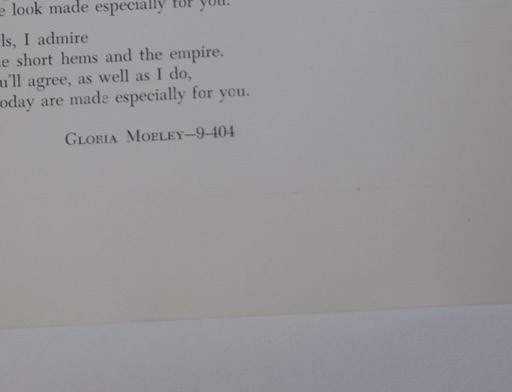 e look made especially for you.
ls, I admire
e short hems and the empire.
u'll agree, as well as I do,
oday are made especially for you.
GLORIA MOELEY—9-404